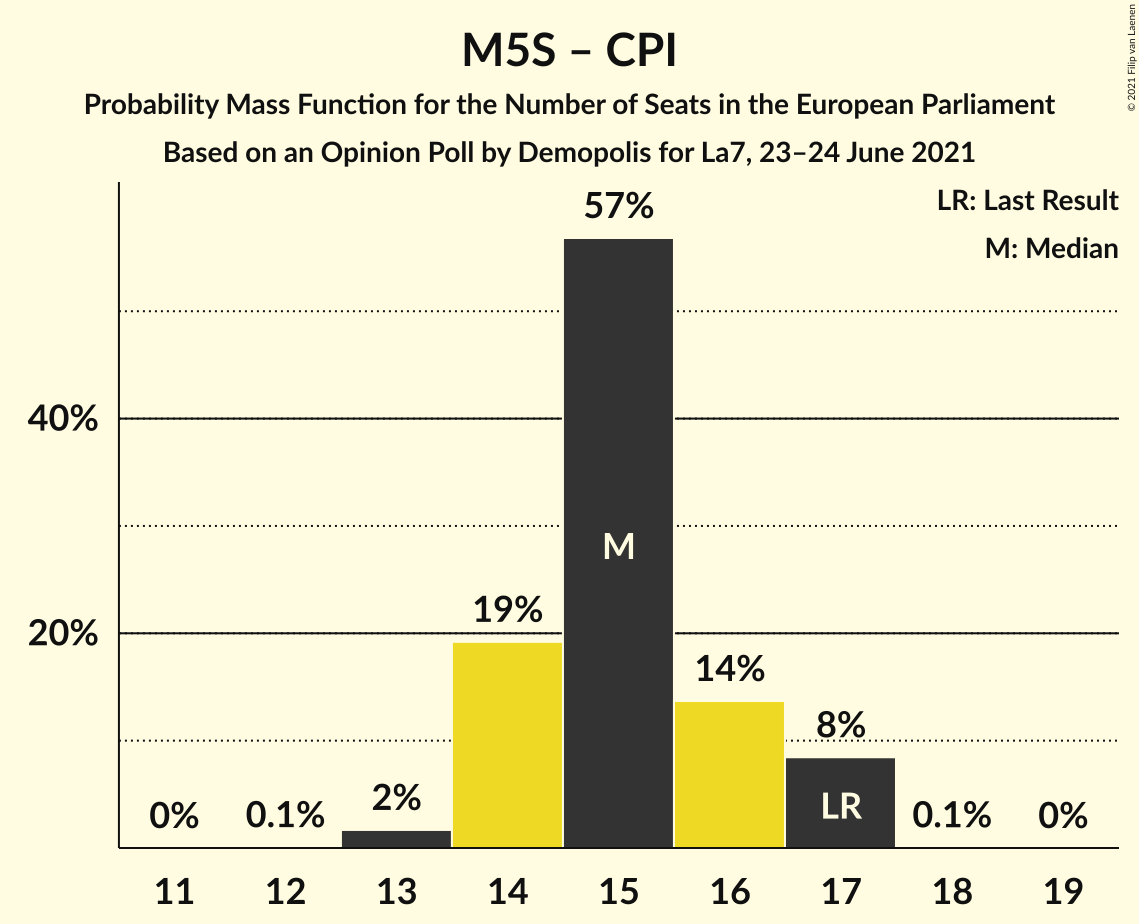 M5S – CPI
Probability Mass Function for the Number of Seats in the European Parliament
Based on an Opinion Poll by Demopolis for La7, 23–24 June 2021
© 2021 Filip van Laenen
LR: Last Result
M: Median
57%
40%
M
19%
20%
14%
8%
2%
LR
0%
0.1%
0.1%
0%
11 12 13 14 15 16 17 18 19